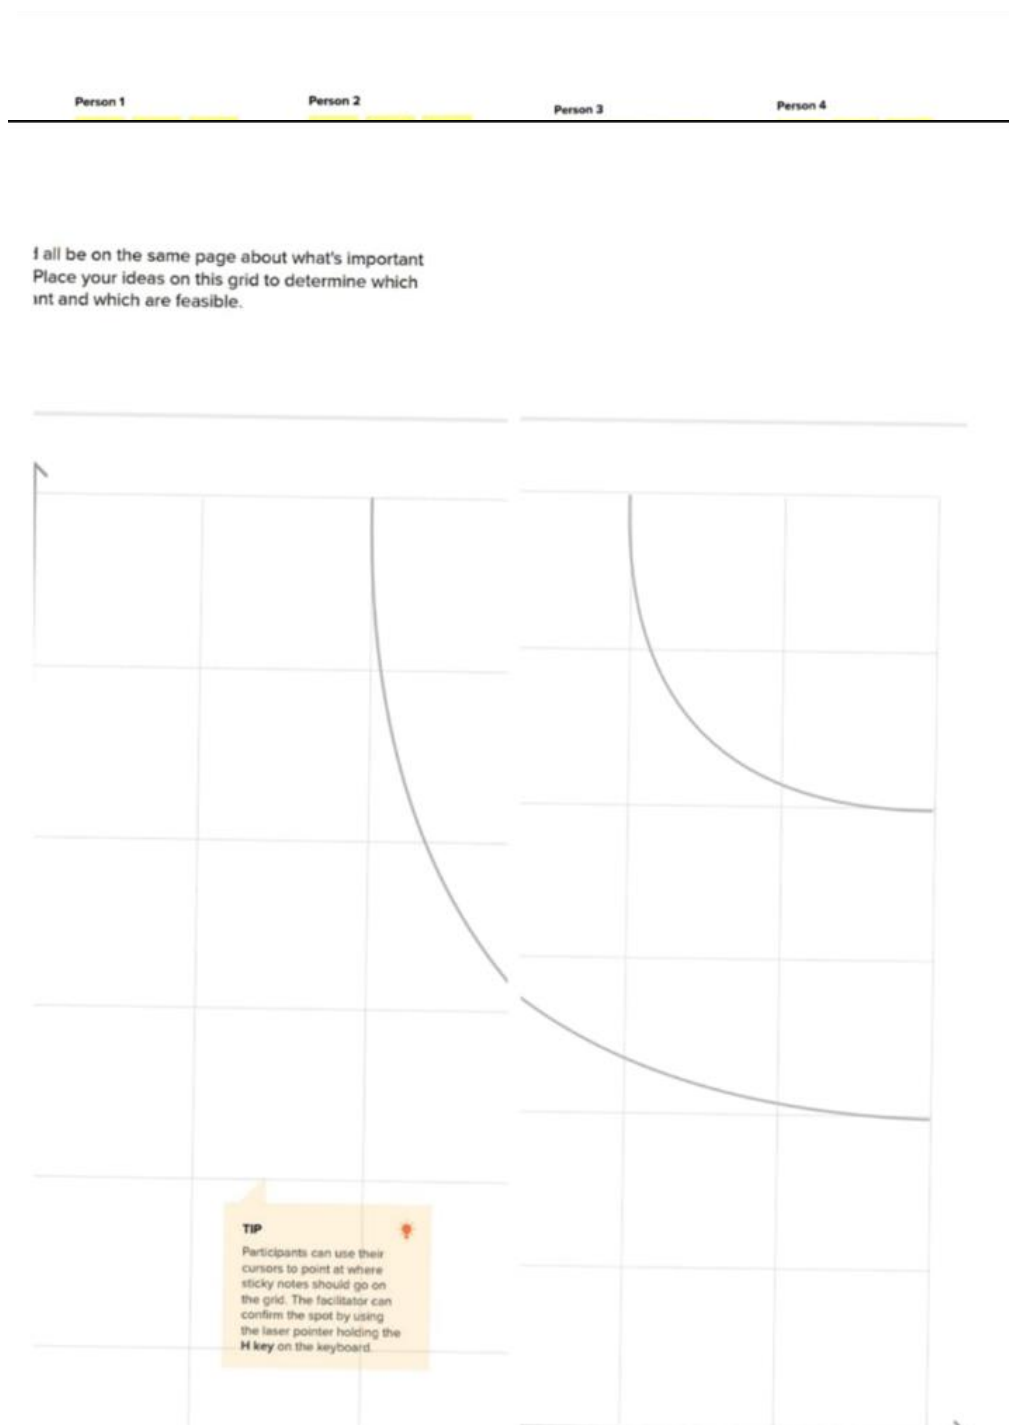 Person 1
Person 2
Person 3
Person 4
all be on the same page about what's important
Place your ideas on this grid to determine which
and which are feasible.
TIP
Participants can use their
cursors to point at where
sticky notes should go on
the grid. The facilitator can
confirm the spot by using
the laser pointer holding the
H key on the keyboard.